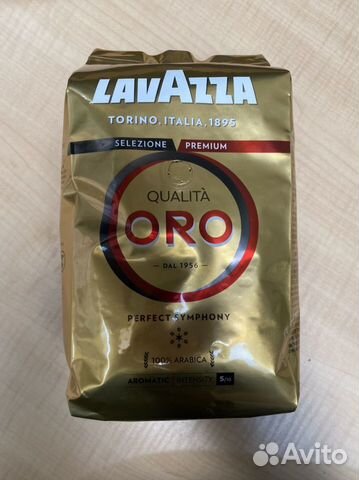 LAVAZZA
TORINO, ITALIA, 1895
SELEZIONE PREMIUM
QUALITÀ
ORO
DAL 1956
PERFECT SYMPHONY
100% ARABICA
AROMATIC INTENSITY 5/10
Avito